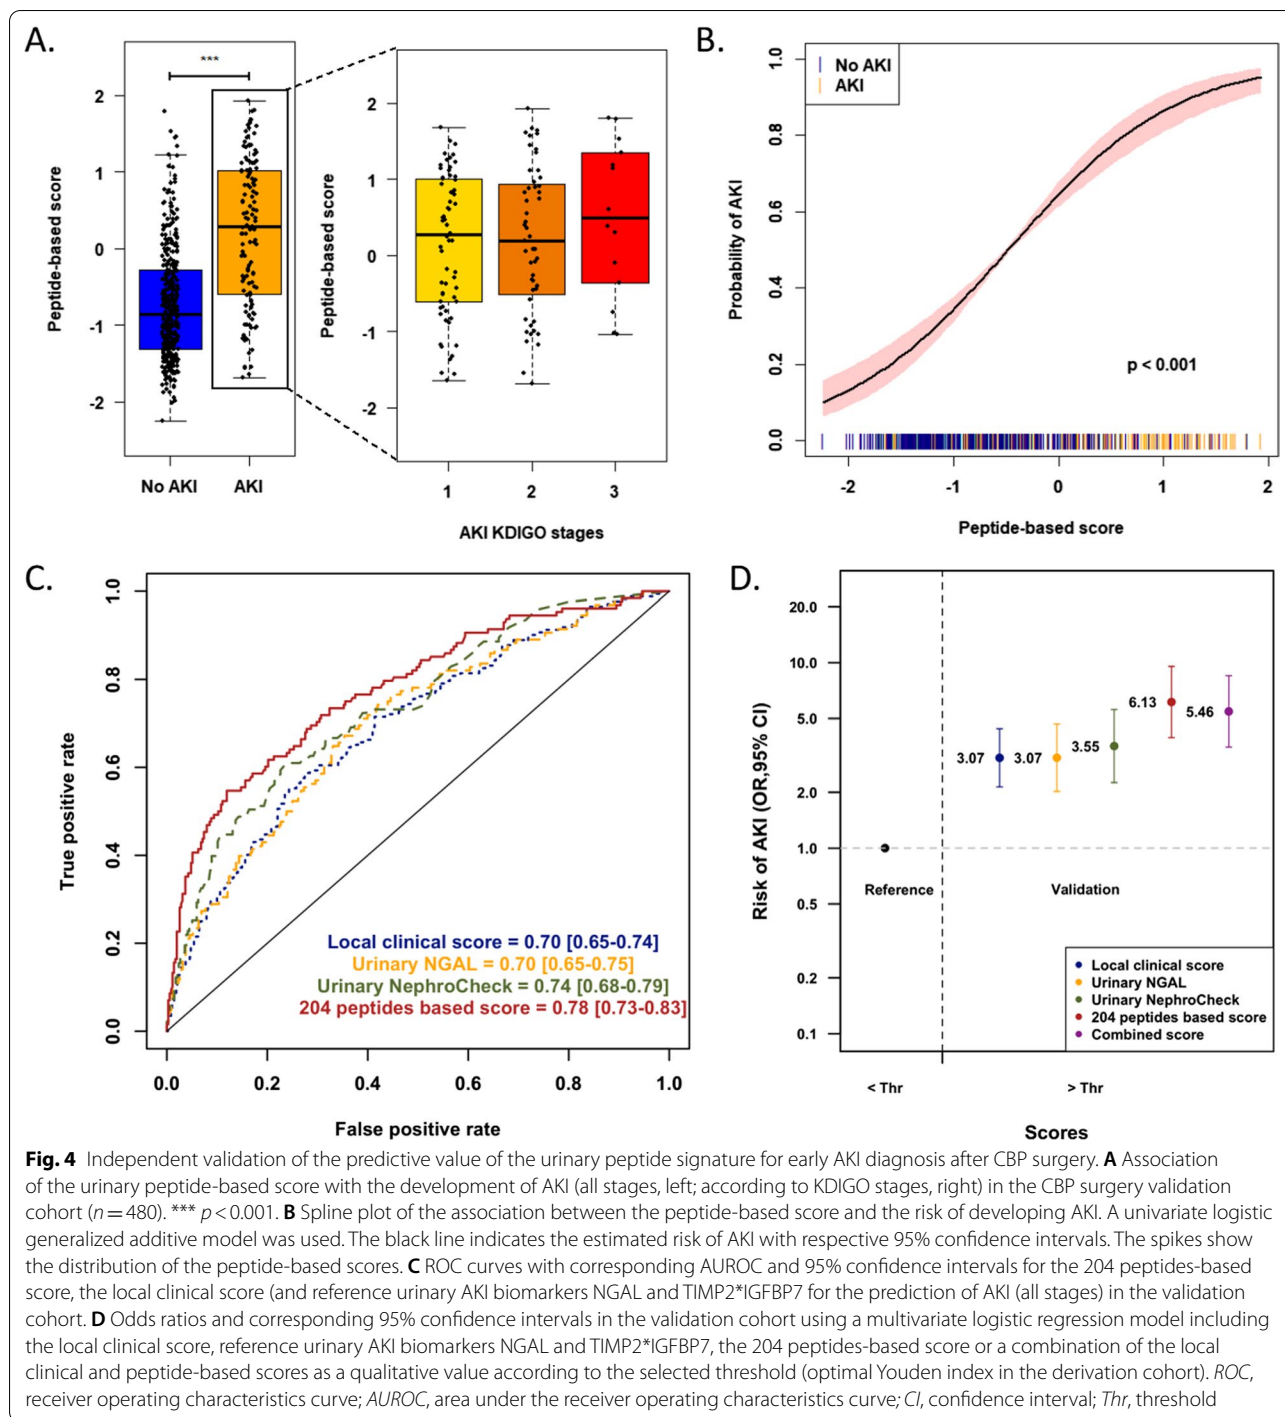 A.
***
Peptide-based score
2
1
0
-1
-2
No AKI
AKI
Peptide-based score
2
1
0
-1
-2
1
2
3
AKI KDIGO stages
B.
No AKI
AKI
Probability of AKI
1.0
0.8
0.6
0.4
0.2
0.0
p < 0.001
-2
-1
0
1
2
Peptide-based score
C.
True positive rate
1.0
0.8
0.6
0.4
0.2
0.0
Local clinical score = 0.70 [0.65-0.74]
Urinary NGAL = 0.70 [0.65-0.75]
Urinary NephroCheck = 0.74 [0.68-0.79]
204 peptides based score = 0.78 [0.73-0.83]
0.0
0.2
0.4
0.6
0.8
1.0
False positive rate
D.
Risk of AKI (OR,95% CI)
20.0
10.0
5.0
2.0
1.0
0.5
0.2
0.1
3.07
3.07
3.55
6.13
5.46
Reference
Validation
Local clinical score
Urinary NGAL
Urinary NephroCheck
204 peptides based score
Combined score
< Thr
> Thr
Scores
Fig. 4 Independent validation of the predictive value of the urinary peptide signature for early AKI diagnosis after CBP surgery. A Association
of the urinary peptide-based score with the development of AKI (all stages, left; according to KDIGO stages, right) in the CBP surgery validation
cohort (n = 480). *** p < 0.001. B Spline plot of the association between the peptide-based score and the risk of developing AKI. A univariate logistic
generalized additive model was used. The black line indicates the estimated risk of AKI with respective 95% confidence intervals. The spikes show
the distribution of the peptide-based scores. C ROC curves with corresponding AUROC and 95% confidence intervals for the 204 peptides-based
score, the local clinical score (and reference urinary AKI biomarkers NGAL and TIMP2*IGFBP7 for the prediction of AKI (all stages) in the validation
cohort. D Odds ratios and corresponding 95% confidence intervals in the validation cohort using a multivariate logistic regression model including
the local clinical score, reference urinary AKI biomarkers NGAL and TIMP2*IGFBP7, the 204 peptides-based score or a combination of the local
clinical and peptide-based scores as a qualitative value according to the selected threshold (optimal Youden index in the derivation cohort). ROC,
receiver operating characteristics curve; AUROC, area under the receiver operating characteristics curve; CI, confidence interval; Thr, threshold